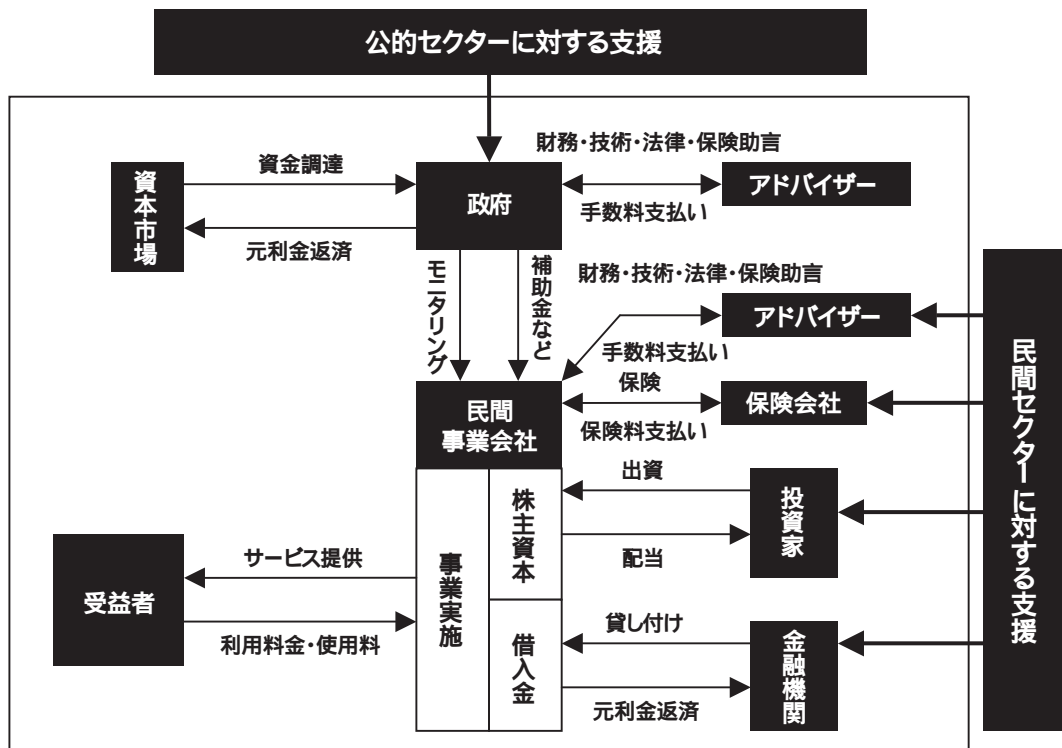 公的セクターに対する支援
財務・技術・法律・保険助言
資金調達
資本市場
政府
アドバイザー
手数料支払い
元利金返済
モニタリング
補助金など
財務・技術・法律・保険助言
アドバイザー
手数料支払い
民間セクターに対する支援
保険
民間
事業会社
保険会社
保険料支払い
出資
株主資本
投資家
配当
サービス提供
事業実施
受益者
利用料金・使用料
貸し付け
借入金
金融機関
元利金返済